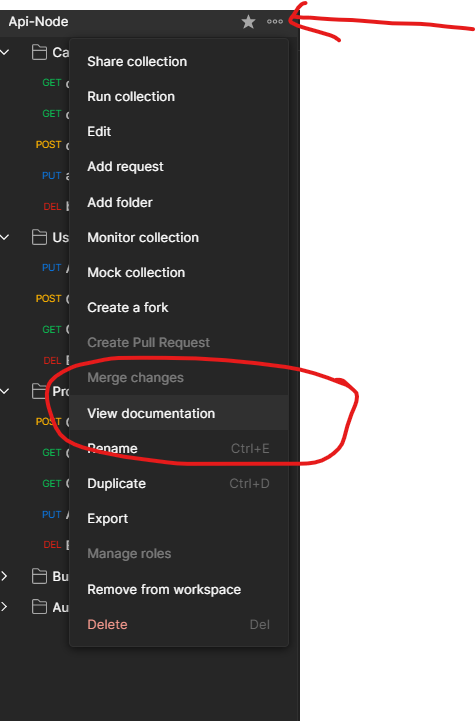 Api-Node
Ca
Share collection
GET
Run collection
GET
Edit
POST
Add request
PUT
Add folder
DEL
Monitor collection
Us
Mock collection
PUT
Create a fork
POST
Create Pull Request
GET
DEL
Merge changes
Pro
View documentation
POST
Rename Ctrl+E
GET
Duplicate Ctrl+D
GET
Export
PUT
Manage roles
DEL
Bu
Remove from workspace
Au
Delete Del